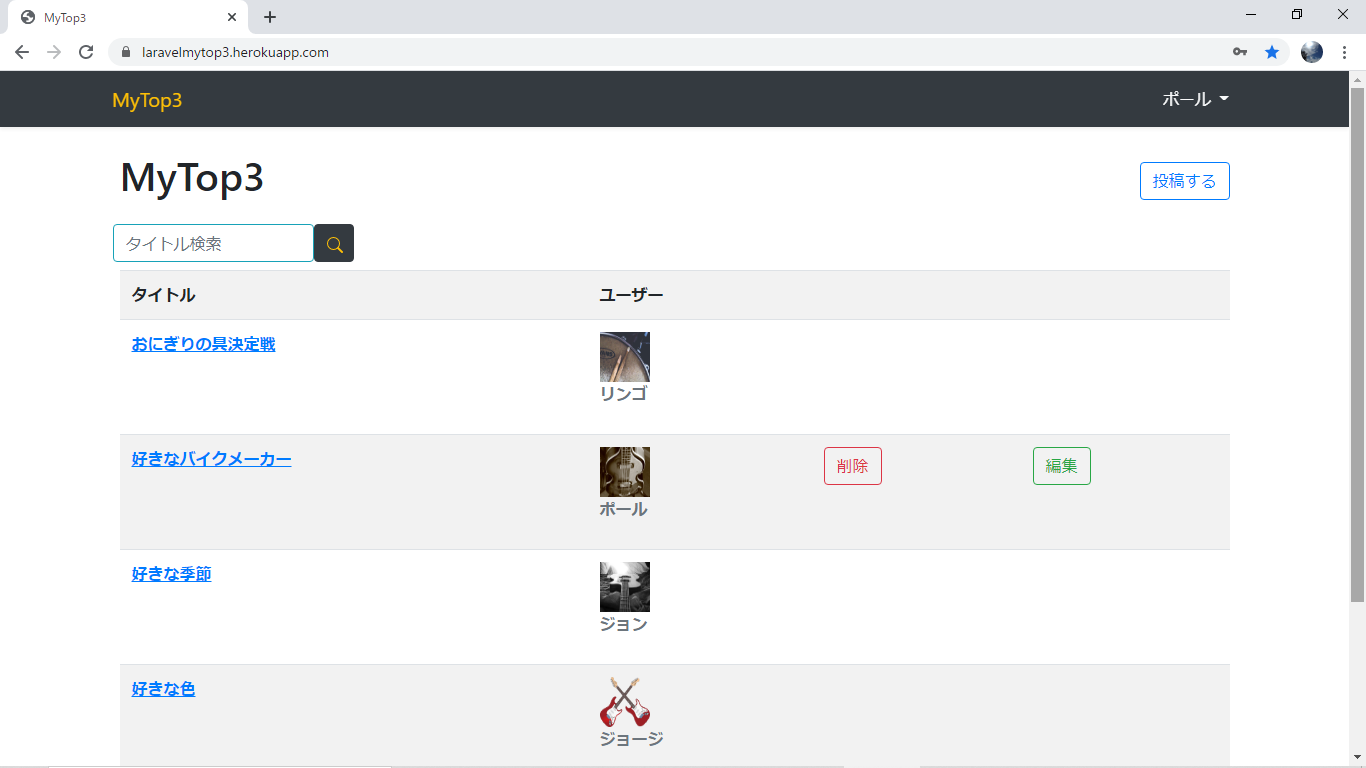 MyTop3
laravelmytop3.herokuapp.com
MyTop3
ポール
MyTop3
投稿する
タイトル検索
タイトル ユーザー
おにぎりの具決定戦
リンゴ
好きなバイクメーカー
削除 編集
ポール
好きな季節
ジョン
好きな色
ジョージ